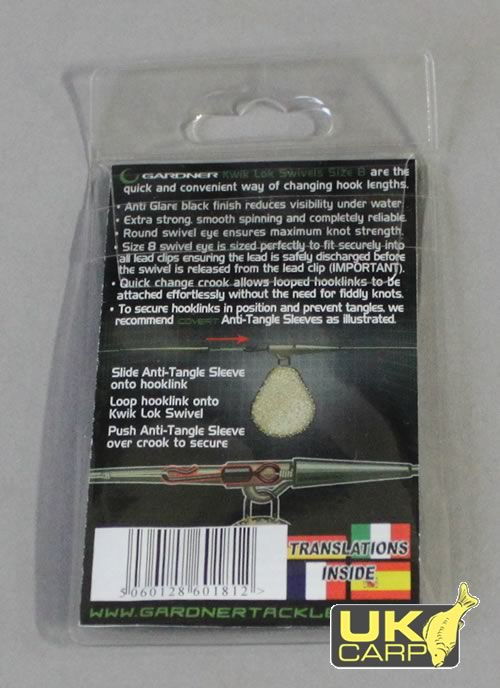 GARDNER Kwik Lok Swivels Size 8 are the
quick and convenient way of changing hook lengths.
• Anti Glare black finish reduces visibility under water.
• Extra strong, smooth spinning and completely reliable.
• Round swivel eye ensures maximum knot strength.
• Size 8 swivel eye is sized perfectly to fit securely into
all lead clips ensuring the lead is safely discharged before
the swivel is released from the lead clip (IMPORTANT).
• Quick change crook allows looped hooklinks to be
attached effortlessly without the need for fiddly knots.
• To secure hooklinks in position and prevent tangles, we
recommend COVERT Anti-Tangle Sleeves as illustrated.
Slide Anti-Tangle Sleeve
onto hooklink
Loop hooklink onto
Kwik Lok Swivel
Push Anti-Tangle Sleeve
over crook to secure
TRANSLATIONS
INSIDE
5 060128 601812 >
WWW.GARDNERTACKLE
UK
CARP